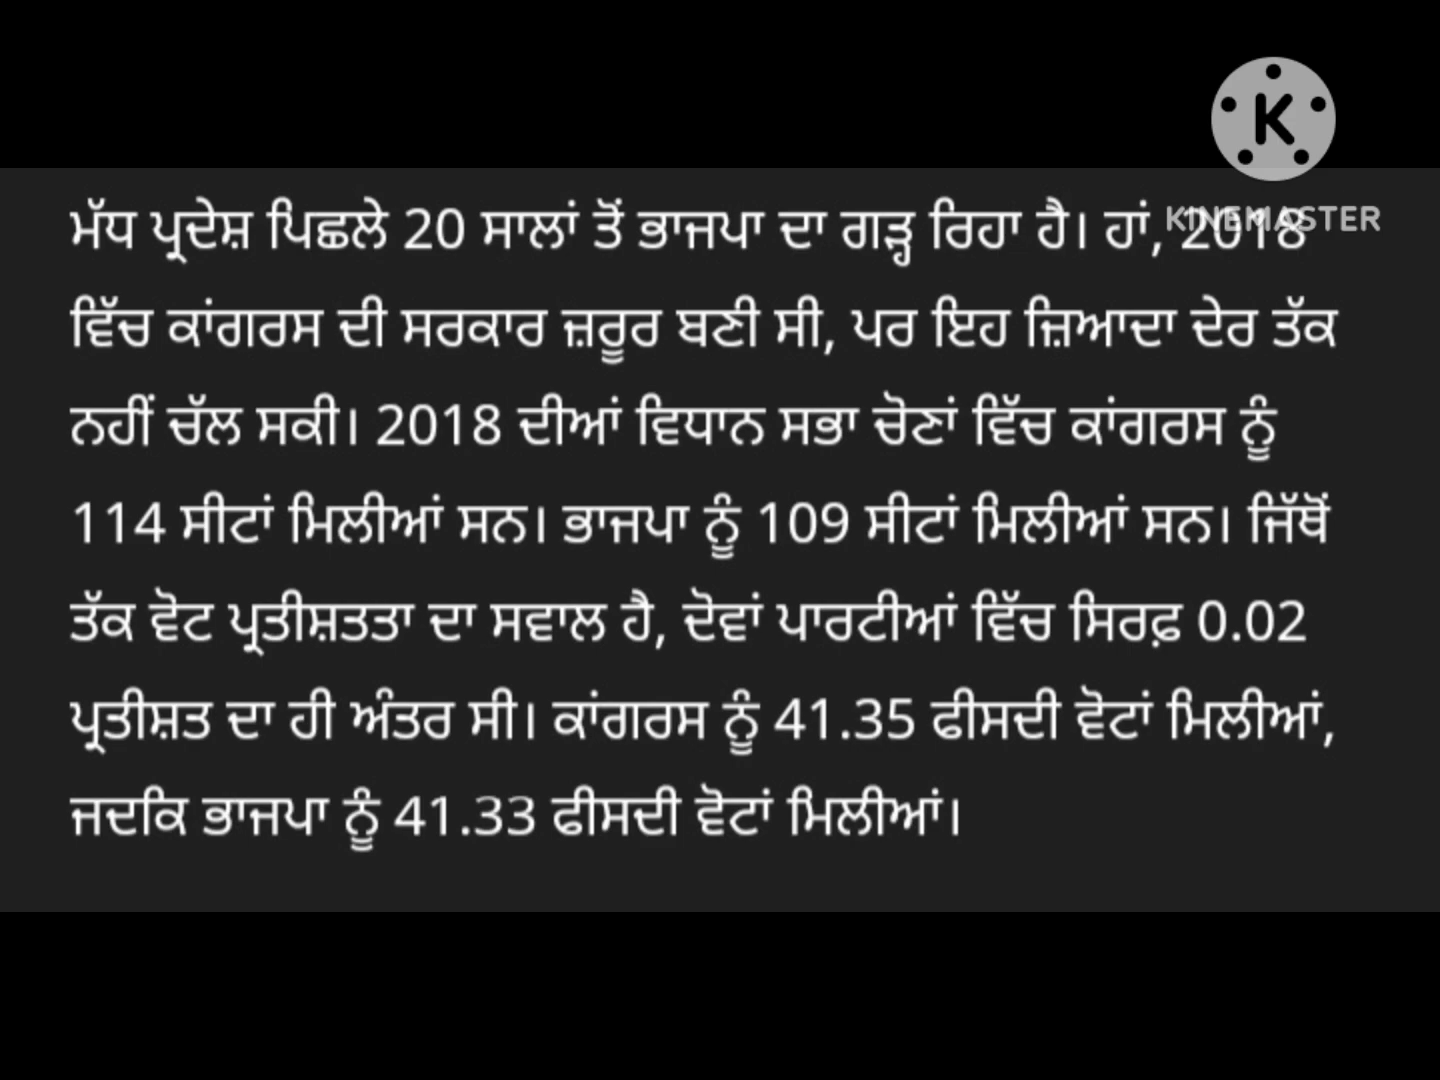 KINEMASTER
ਮੱਧ ਪ੍ਰਦੇਸ਼ ਪਿਛਲੇ 20 ਸਾਲਾਂ ਤੋਂ ਭਾਜਪਾ ਦਾ ਗੜ੍ਹ ਰਿਹਾ ਹੈ। ਹਾਂ, 2018
ਵਿੱਚ ਕਾਂਗਰਸ ਦੀ ਸਰਕਾਰ ਜ਼ਰੂਰ ਬਣੀ ਸੀ, ਪਰ ਇਹ ਜ਼ਿਆਦਾ ਦੇਰ ਤੱਕ
ਨਹੀਂ ਚੱਲ ਸਕੀ। 2018 ਦੀਆਂ ਵਿਧਾਨ ਸਭਾ ਚੋਣਾਂ ਵਿੱਚ ਕਾਂਗਰਸ ਨੂੰ
114 ਸੀਟਾਂ ਮਿਲੀਆਂ ਸਨ। ਭਾਜਪਾ ਨੂੰ 109 ਸੀਟਾਂ ਮਿਲੀਆਂ ਸਨ। ਜਿੱਥੋਂ
ਤੱਕ ਵੋਟ ਪ੍ਰਤੀਸ਼ਤਤਾ ਦਾ ਸਵਾਲ ਹੈ, ਦੋਵਾਂ ਪਾਰਟੀਆਂ ਵਿੱਚ ਸਿਰਫ਼ 0.02
ਪ੍ਰਤੀਸ਼ਤ ਦਾ ਹੀ ਅੰਤਰ ਸੀ। ਕਾਂਗਰਸ ਨੂੰ 41.35 ਫੀਸਦੀ ਵੋਟਾਂ ਮਿਲੀਆਂ,
ਜਦਕਿ ਭਾਜਪਾ ਨੂੰ 41.33 ਫੀਸਦੀ ਵੋਟਾਂ ਮਿਲੀਆਂ।